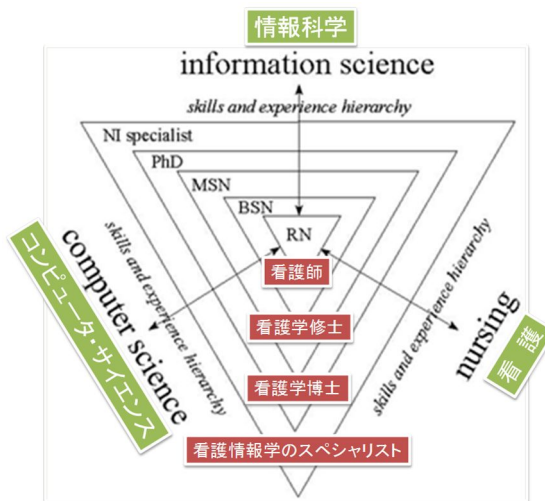 情報科学
information science
skills and experience hierarchy
NI specialist
PhD
MSN
BSN
RN
看護師
看護学修士
看護学博士
看護情報学のスペシャリスト
コンピュータ・サイエンス
computer science
skills and experience hierarchy
skills and experience hierarchy
nursing
看 護